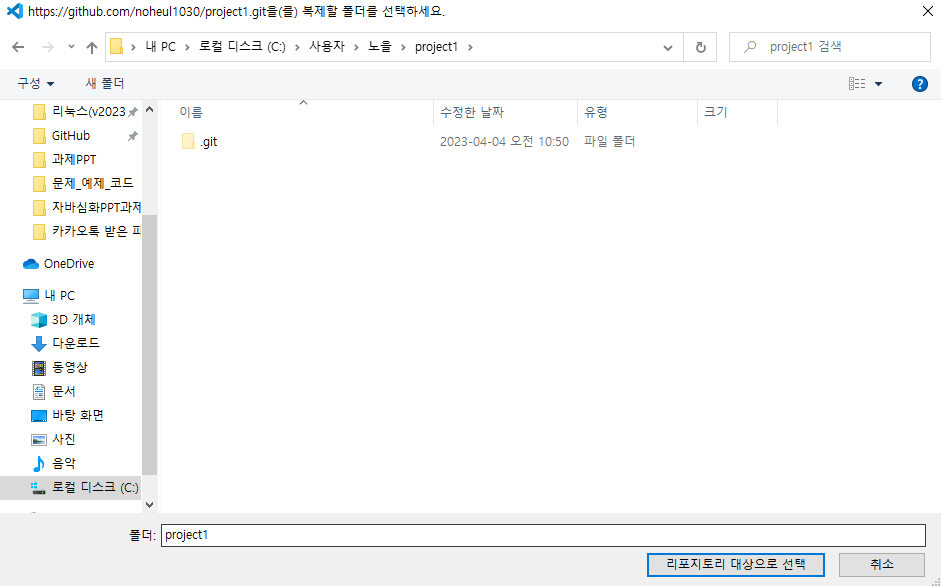 https://github.com/noheul1030/project1.git을(를) 복제할 폴더를 선택하세요.
내 PC > 로컬 디스크 (C:) > 사용자 > 노을 > project1 >
project1 검색
구성
새 폴더
리눅스(v2023
GitHub
과제PPT
문제_예제_코드
자바심화PPT과제
카카오톡 받은 파
OneDrive
내 PC
3D 개체
다운로드
동영상
문서
바탕 화면
사진
음악
로컬 디스크 (C:)
이름 수정한 날짜 유형 크기
.git 2023-04-04 오전 10:50 파일 폴더
폴더: project1
리포지토리 대상으로 선택 취소